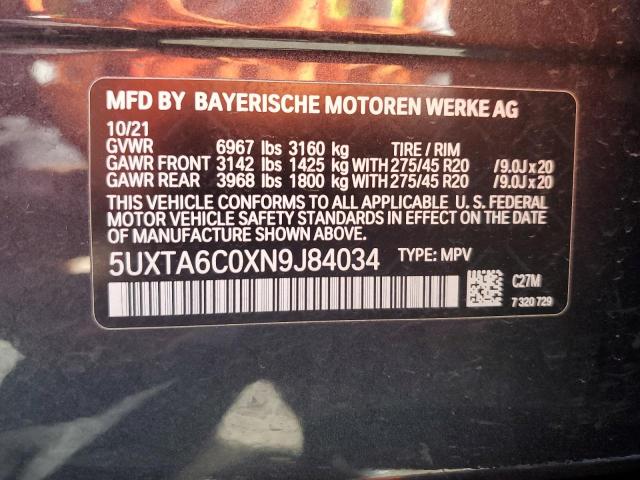 MFD BY BAYERISCHE MOTOREN WERKE AG
10/21
GVWR 6967 lbs 3160 kg TIRE / RIM
GAWR FRONT 3142 lbs 1425 kg WITH 275/45 R20 /9.0J x 20
GAWR REAR 3968 lbs 1800 kg WITH 275/45 R20 /9.0J x 20
THIS VEHICLE CONFORMS TO ALL APPLICABLE U. S. FEDERAL
MOTOR VEHICLE SAFETY STANDARDS IN EFFECT ON THE DATE
OF MANUFACTURE SHOWN ABOVE.
5UXTA6C0XN9J84034 TYPE: MPV
C27M
7 320 729